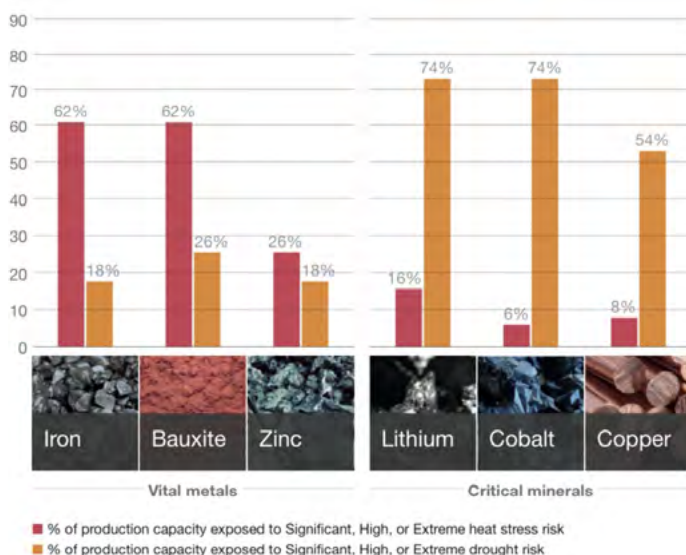 90
80
70
60
50
40
30
20
10
0
62%
18%
62%
26%
26%
18%
16%
74%
6%
74%
8%
54%
Iron
Bauxite
Zinc
Lithium
Cobalt
Copper
Vital metals
Critical minerals
% of production capacity exposed to Significant, High, or Extreme heat stress risk
% of production capacity exposed to Significant, High, or Extreme drought risk